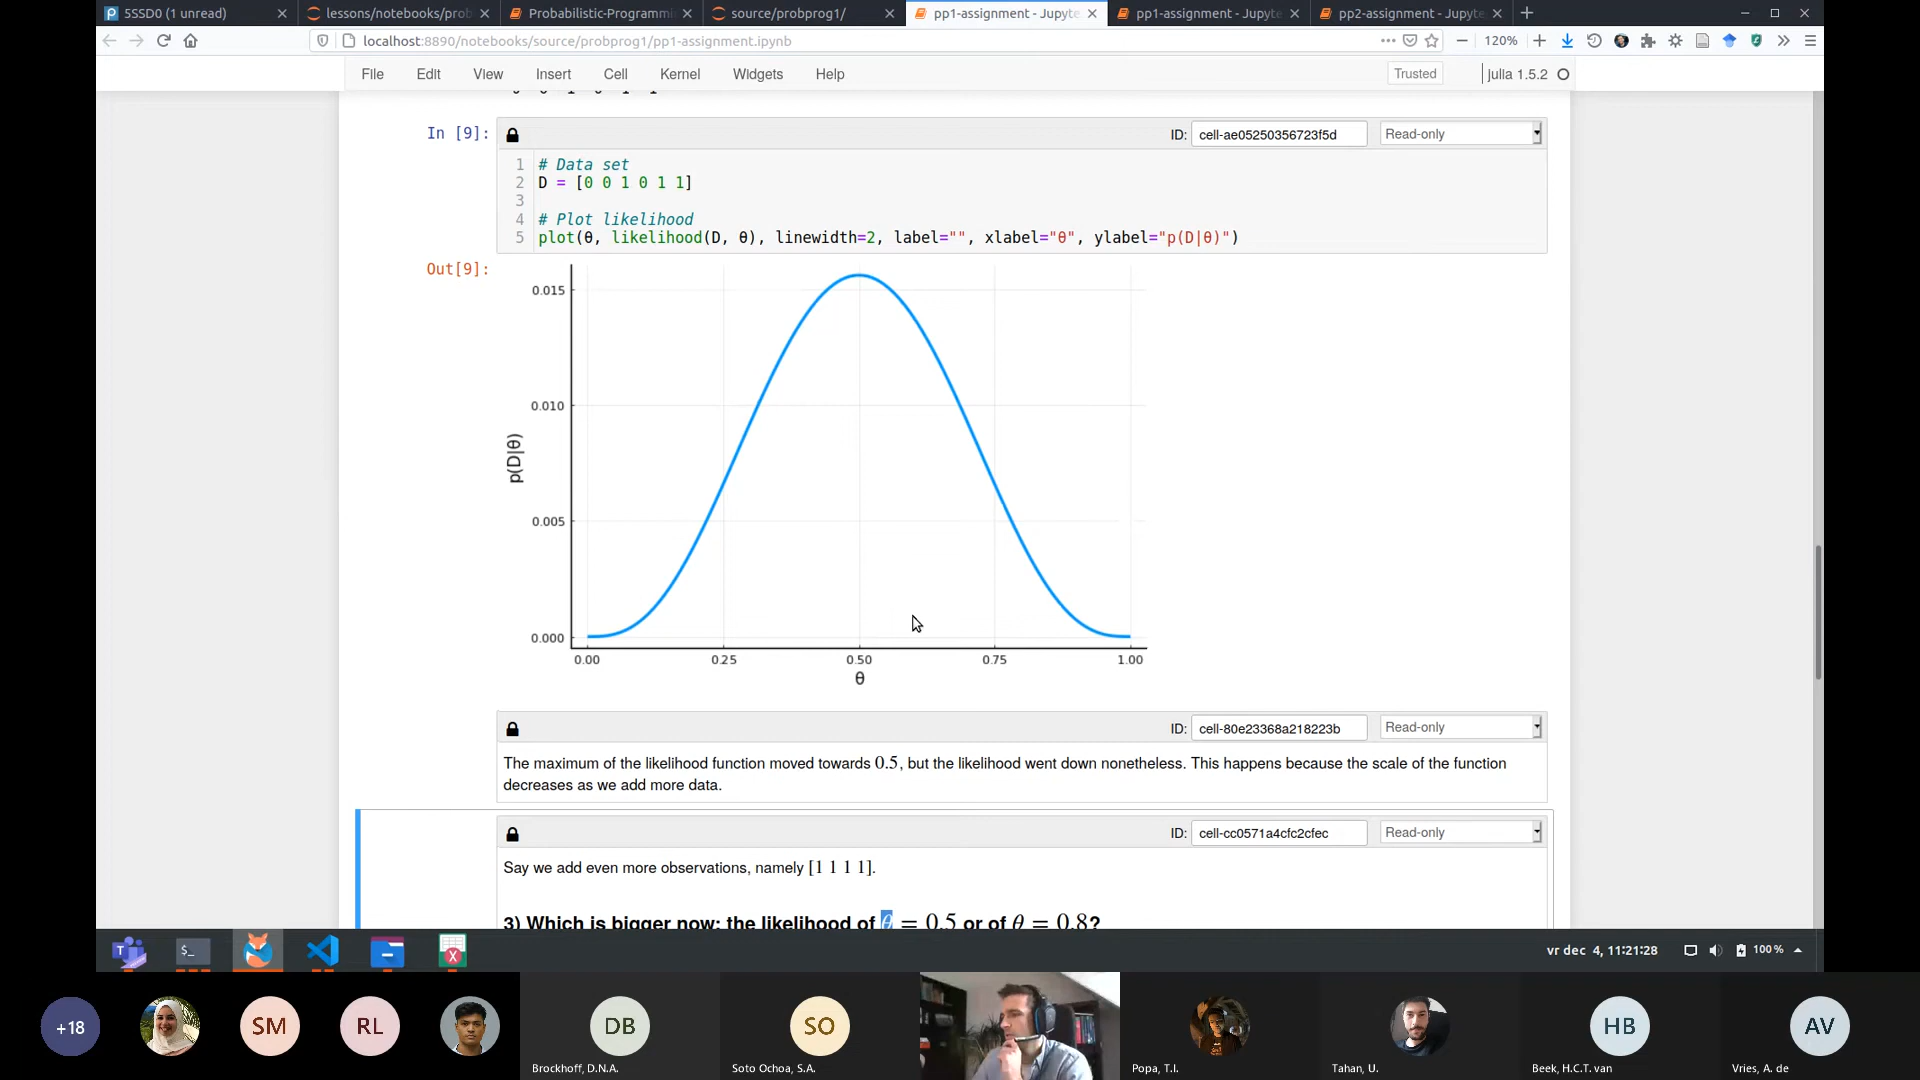 5SSD0 (1 unread)
lessons/notebooks/prob
Probabilistic-Programmi
source/probprog1/
pp1-assignment - Jupyte
pp1-assignment - Jupyte
pp2-assignment - Jupyte
localhost:8890/notebooks/source/probprog1/pp1-assignment.ipynb
120%
File Edit View Insert Cell Kernel Widgets Help
Trusted
Julia 1.5.2
In [9]:
ID: cell-ae05250356723f5d
Read-only
1 # Data set
2 D = [0 0 1 0 1 1]
3
4 # Plot likelihood
5 plot(θ, likelihood(D, θ), linewidth=2, label="", xlabel="θ", ylabel="p(D|θ)")
Out[9]:
0.015
0.010
0.005
0.000
p(D|θ)
0.00 0.25 0.50 0.75 1.00
θ
ID: cell-80e23368a218223b
Read-only
The maximum of the likelihood function moved towards 0.5, but the likelihood went down nonetheless. This happens because the scale of the function
decreases as we add more data.
ID: cell-cc0571a4cfc2cfec
Read-only
Say we add even more observations, namely [1 1 1 1].
3) Which is bigger now: the likelihood of θ = 0.5 or of θ = 0.8?
vr dec 4, 11:21:28
100 %
+18
SM
RL
DB
Brockhoff, D.N.A.
SO
Soto Ochoa, S.A.
Popa, T.I.
Tahan, U.
HB
Beek, H.C.T. van
AV
Vries, A. de